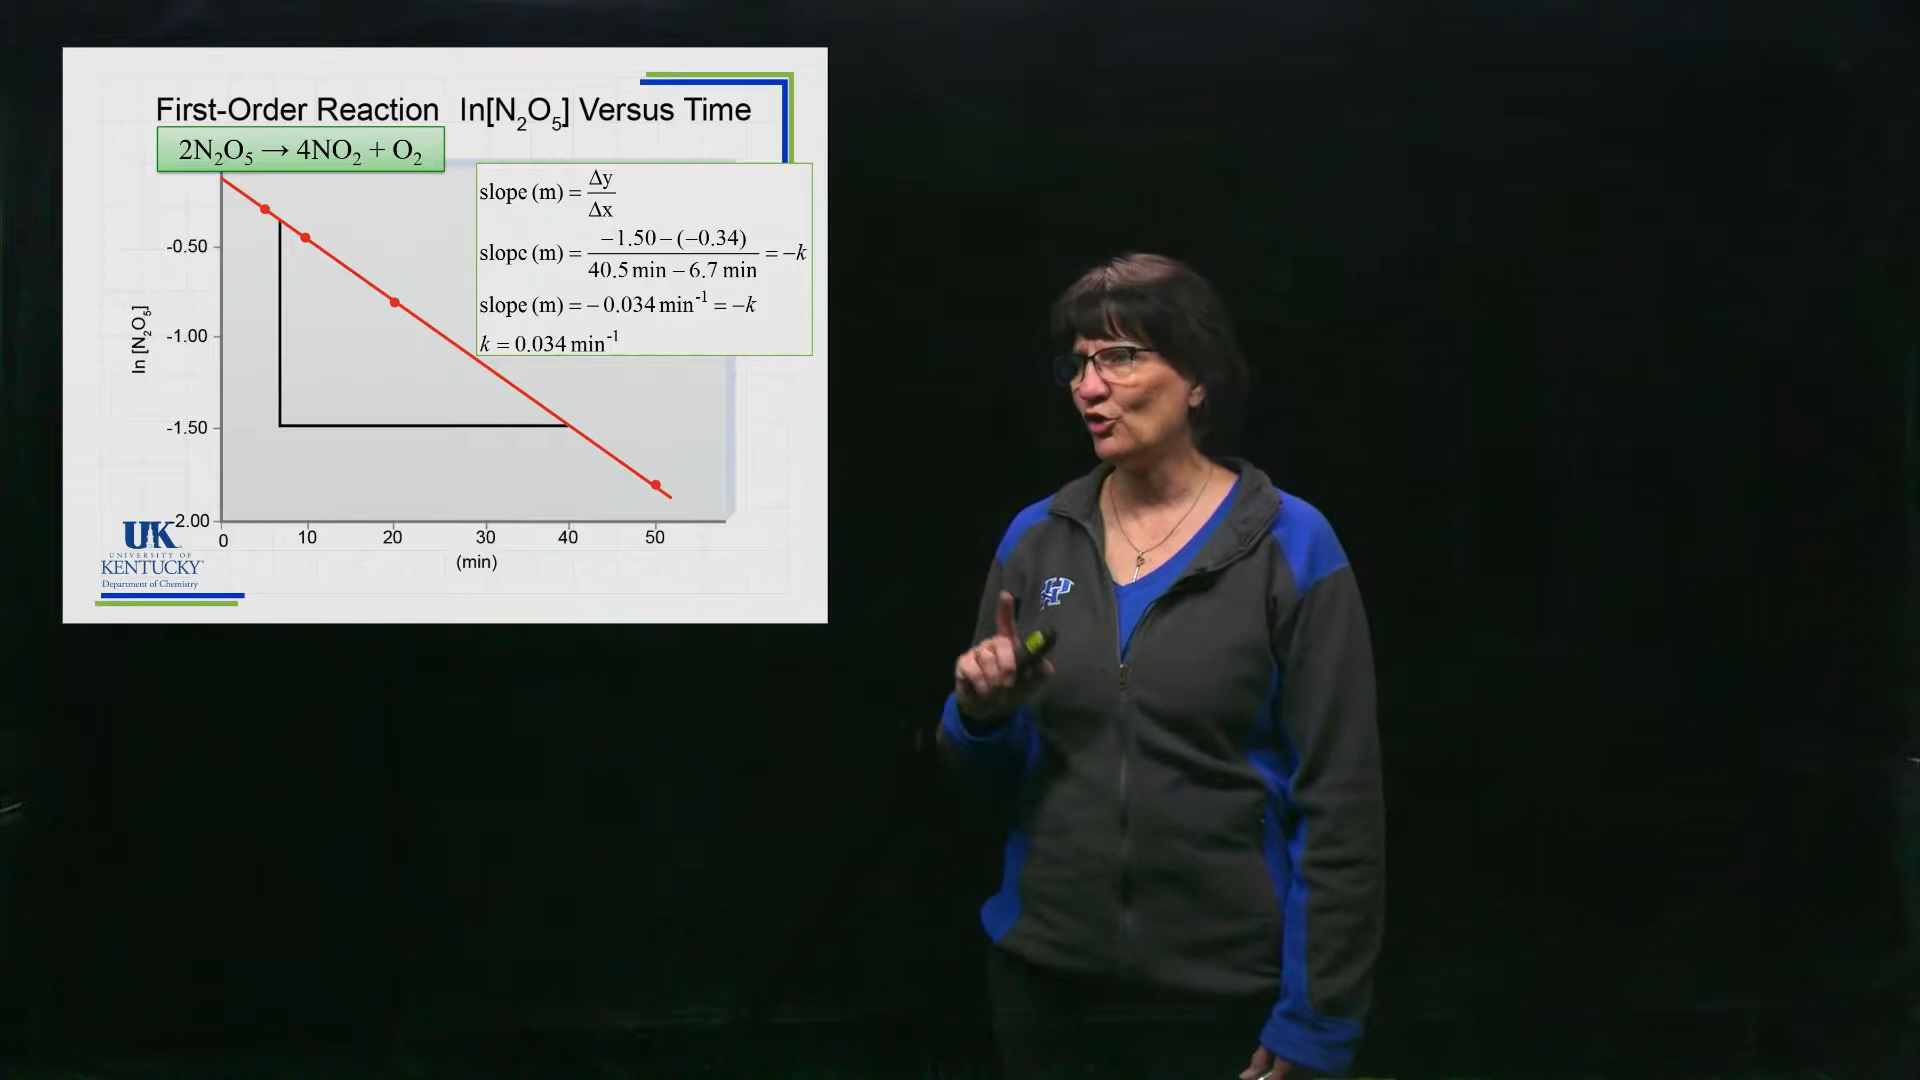 First-Order Reaction ln[N₂O₅] Versus Time
2N₂O₅ → 4NO₂ + O₂
slope (m) = Δy/Δx
slope (m) = (−1.50 − (−0.34))/(40.5 min − 6.7 min) = −k
slope (m) = − 0.034 min⁻¹ = −k
k = 0.034 min⁻¹
-0.50
-1.00
-1.50
-2.00
ln [N₂O₅]
0 10 20 30 40 50
(min)
UK
UNIVERSITY OF
KENTUCKY
Department of Chemistry